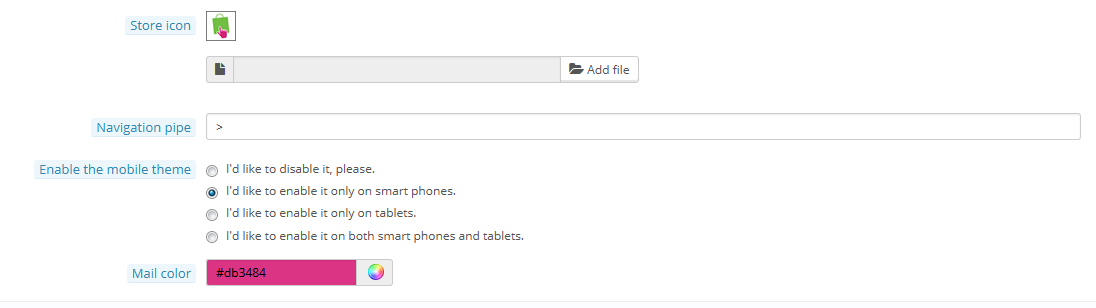 Store icon
Add file
Navigation pipe
>
Enable the mobile theme
I'd like to disable it, please.
I'd like to enable it only on smart phones.
I'd like to enable it only on tablets.
I'd like to enable it on both smart phones and tablets.
Mail color
#db3484